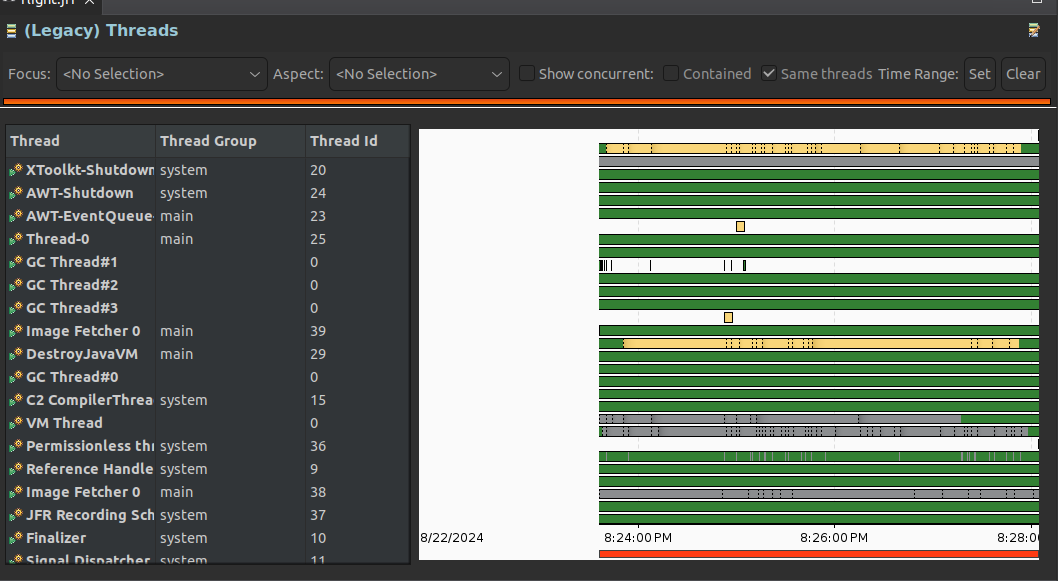 Flight.jfr
(Legacy) Threads
Focus: <No Selection> Aspect: <No Selection> Show concurrent: Contained Same threads Time Range: Set Clear
Thread Thread Group Thread Id
XToolkt-Shutdown system 20
AWT-Shutdown system 24
AWT-EventQueue main 23
Thread-0 main 25
GC Thread#1 0
GC Thread#2 0
GC Thread#3 0
Image Fetcher 0 main 39
DestroyJavaVM main 29
GC Thread#0 0
C2 CompilerThrea system 15
VM Thread 0
Permissionless thr system 36
Reference Handle system 9
Image Fetcher 0 main 38
JFR Recording Sch system 37
Finalizer system 10
Signal Dispatcher system 11
8/22/2024 8:24:00 PM 8:26:00 PM 8:28:0